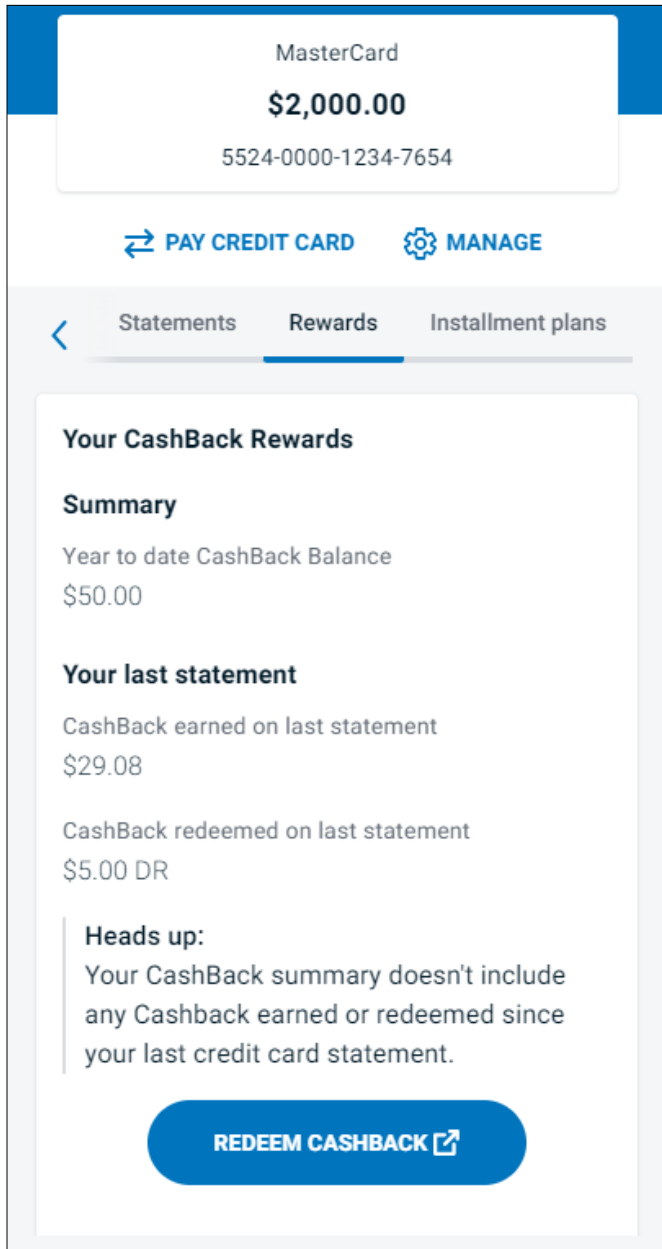 MasterCard
$2,000.00
5524-0000-1234-7654
PAY CREDIT CARD MANAGE
Statements Rewards Installment plans
Your CashBack Rewards
Summary
Year to date CashBack Balance
$50.00
Your last statement
CashBack earned on last statement
$29.08
CashBack redeemed on last statement
$5.00 DR
Heads up:
Your CashBack summary doesn't include
any Cashback earned or redeemed since
your last credit card statement.
REDEEM CASHBACK